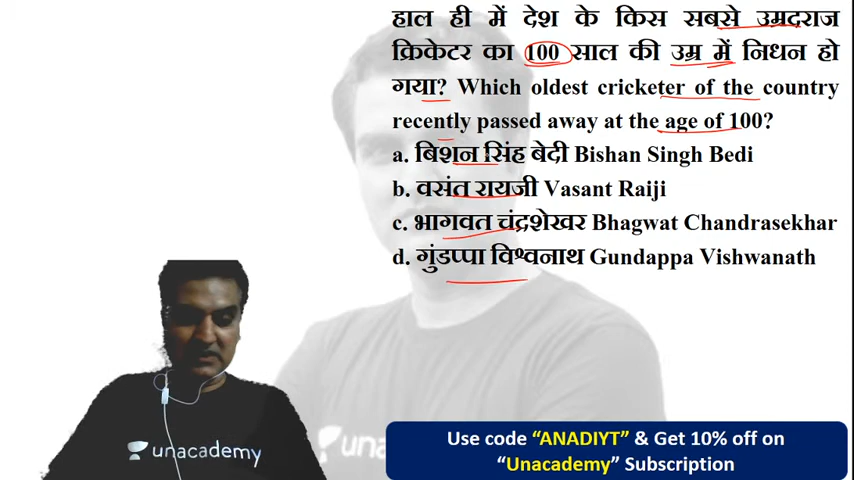 हाल ही में देश के किस सबसे उम्रदराज
क्रिकेटर का 100 साल की उम्र में निधन हो
गया? Which oldest cricketer of the country
recently passed away at the age of 100?
a. बिशन सिंह बेदी Bishan Singh Bedi
b. वसंत रायजी Vasant Raiji
c. भागवत चंद्रशेखर Bhagwat Chandrasekhar
d. गुंडप्पा विश्वनाथ Gundappa Vishwanath
unacademy
una
Use code “ANADIYT” & Get 10% off on
“Unacademy” Subscription